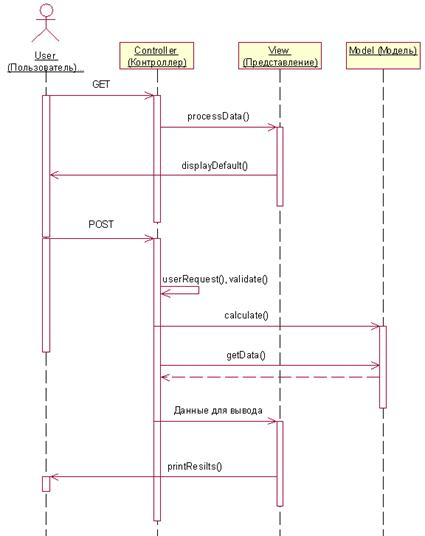 User
(Пользователь)...
Controller
(Контроллер)
View
(Представление)
Model (Модель)
GET
processData()
displayDefault()
POST
userRequest(), validate()
calculate()
getData()
Данные для вывода
printResilts()